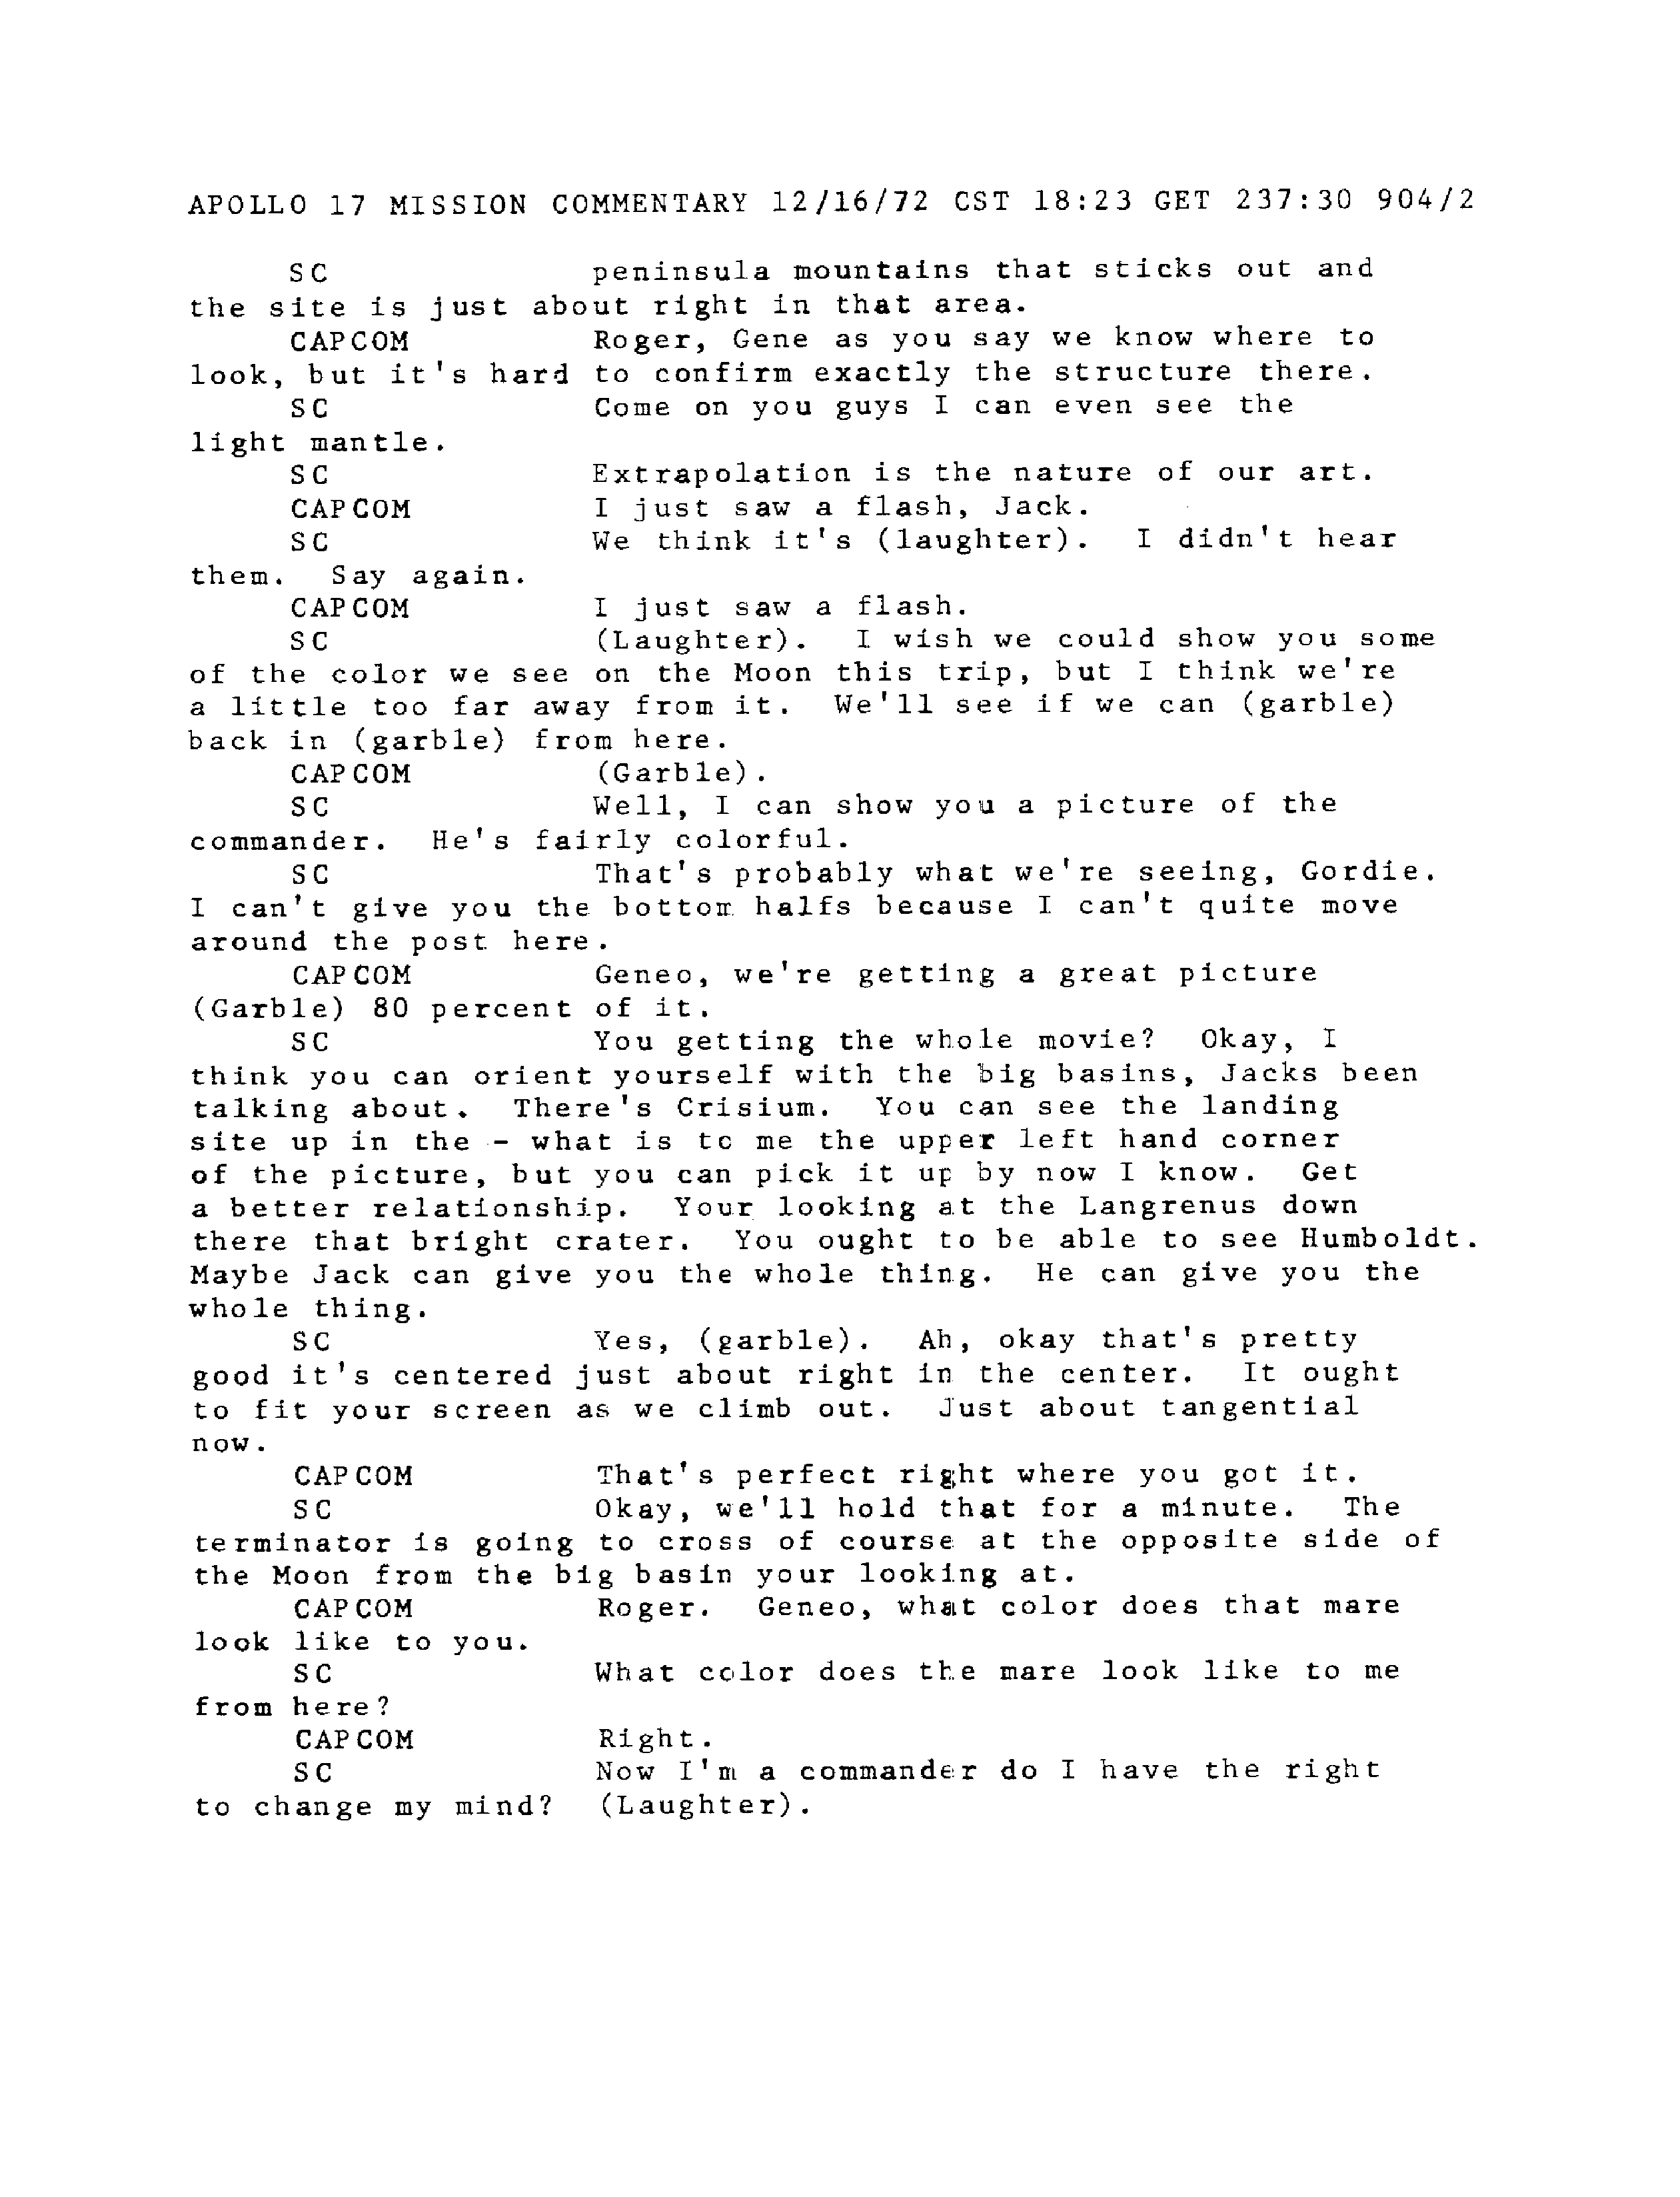 APOLLO 17 MISSION COMMENTARY 12/16/72 CST 18:23 GET 237:30 904/2
SC peninsula mountains that sticks out and
the site is just about right in that area.
CAPCOM Roger, Gene as you say we know where to
look, but it's hard to confirm exactly the structure there.
SC Come on you guys I can even see the
light mantle.
SC Extrapolation is the nature of our art.
CAPCOM I just saw a flash, Jack.
SC We think it's (laughter). I didn't hear
them. Say again.
CAPCOM I just saw a flash.
SC (Laughter). I wish we could show you some
of the color we see on the Moon this trip, but I think we're
a little too far away from it. We'll see if we can (garble)
back in (garble) from here.
CAPCOM (Garble).
SC Well, I can show you a picture of the
commander. He's fairly colorful.
SC That's probably what we're seeing, Gordie.
I can't give you the bottom halfs because I can't quite move
around the post here.
CAPCOM Geneo, we're getting a great picture
(Garble) 80 percent of it.
SC You getting the whole movie? Okay, I
think you can orient yourself with the big basins, Jacks been
talking about. There's Crisium. You can see the landing
site up in the - what is to me the upper left hand corner
of the picture, but you can pick it up by now I know. Get
a better relationship. Your looking at the Langrenus down
there that bright crater. You ought to be able to see Humboldt.
Maybe Jack can give you the whole thing. He can give you the
whole thing.
SC Yes, (garble). Ah, okay that's pretty
good it's centered just about right in the center. It ought
to fit your screen as we climb out. Just about tangential
now.
CAPCOM That's perfect right where you got it.
SC Okay, we'll hold that for a minute. The
terminator is going to cross of course at the opposite side of
the Moon from the big basin your looking at.
CAPCOM Roger. Geneo, what color does that mare
look like to you.
SC What color does the mare look like to me
from here?
CAPCOM Right.
SC Now I'm a commander do I have the right
to change my mind? (Laughter).